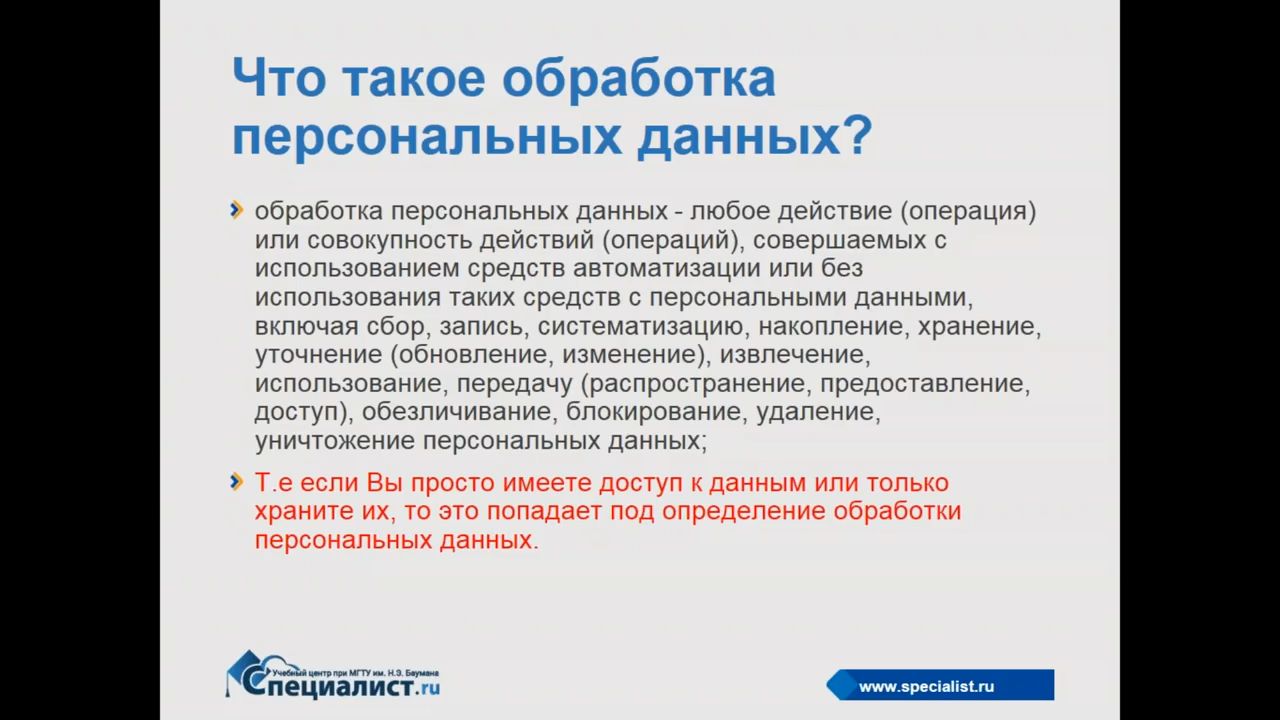 Что такое обработка
персональных данных?
обработка персональных данных - любое действие (операция)
или совокупность действий (операций), совершаемых с
использованием средств автоматизации или без
использования таких средств с персональными данными,
включая сбор, запись, систематизацию, накопление, хранение,
уточнение (обновление, изменение), извлечение,
использование, передачу (распространение, предоставление,
доступ), обезличивание, блокирование, удаление,
уничтожение персональных данных;
Т.е если Вы просто имеете доступ к данным или только
храните их, то это попадает под определение обработки
персональных данных.
Учебный центр при МГТУ им. Н.Э. Баумана
Специалист.ru
www.specialist.ru